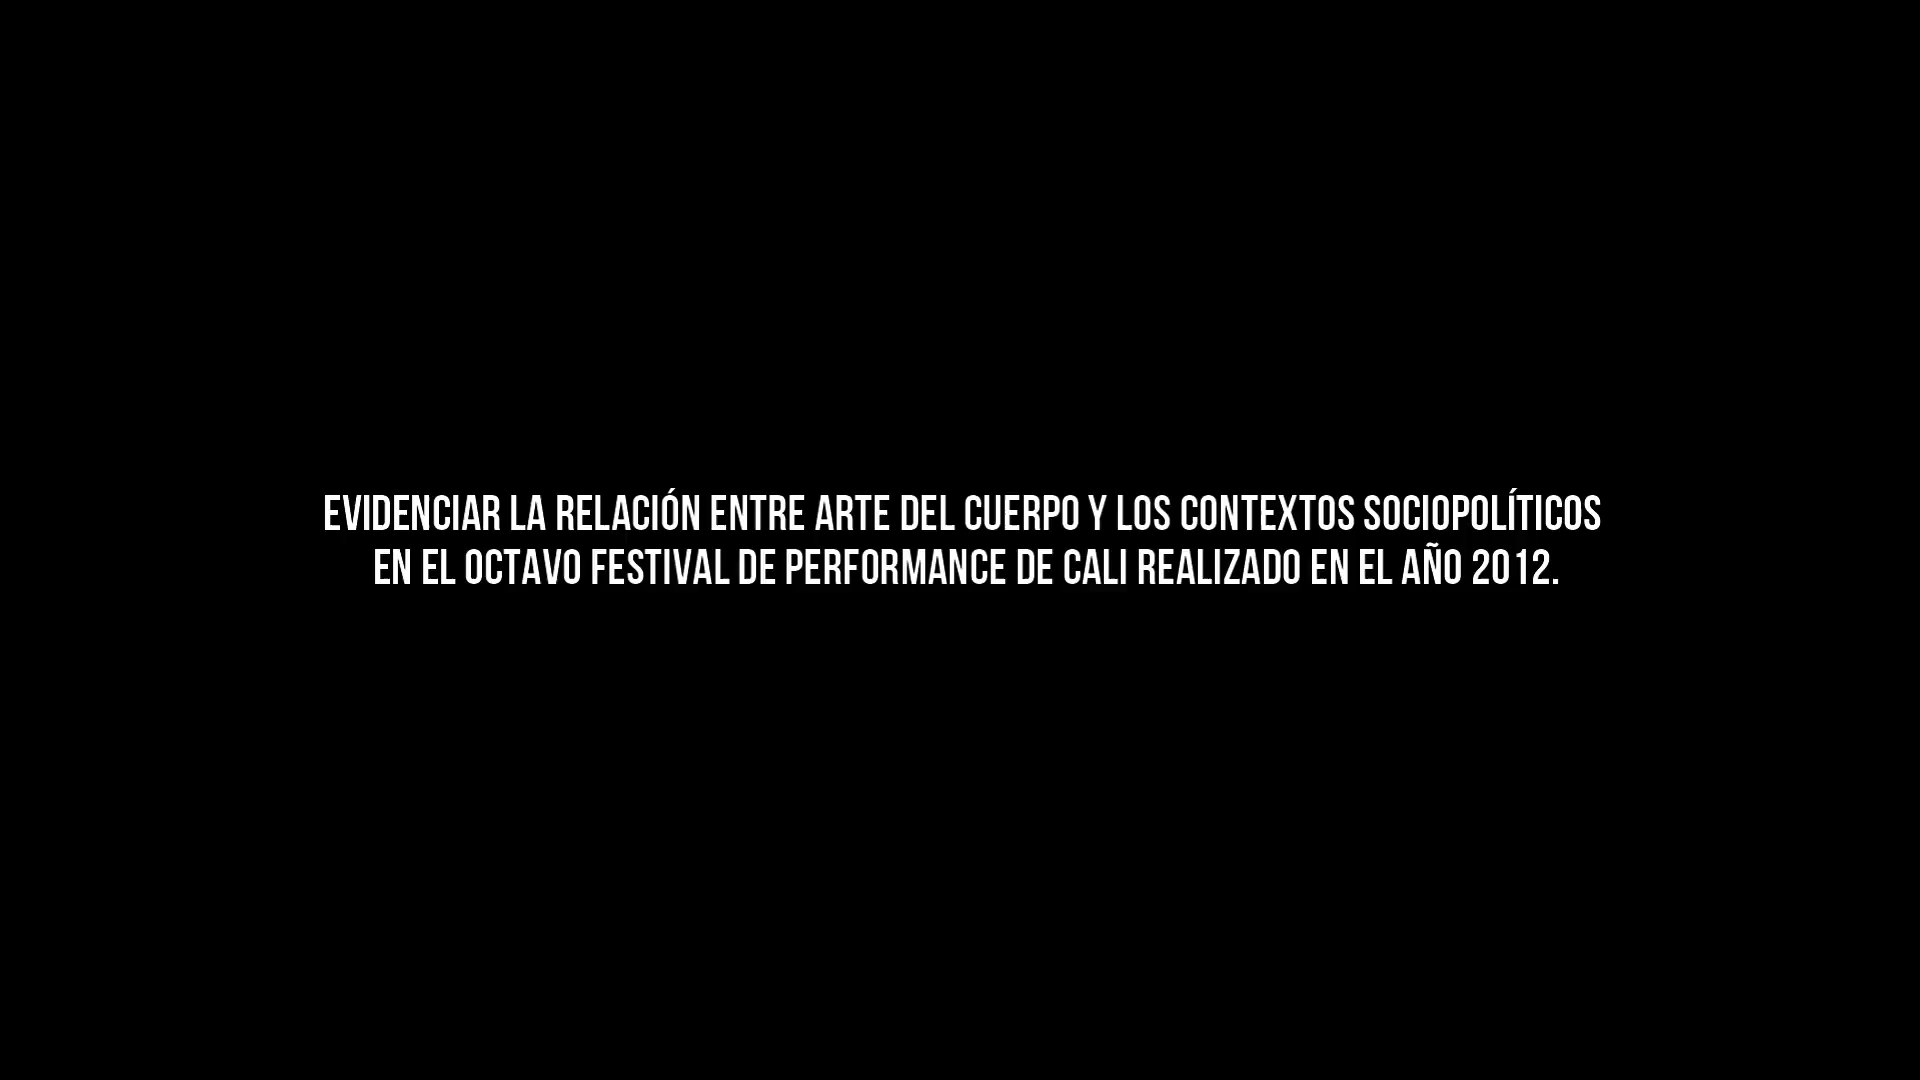 EVIDENCIAR LA RELACIÓN ENTRE ARTE DEL CUERPO Y LOS CONTEXTOS SOCIOPOLÍTICOS
EN EL OCTAVO FESTIVAL DE PERFORMANCE DE CALI REALIZADO EN EL AÑO 2012.